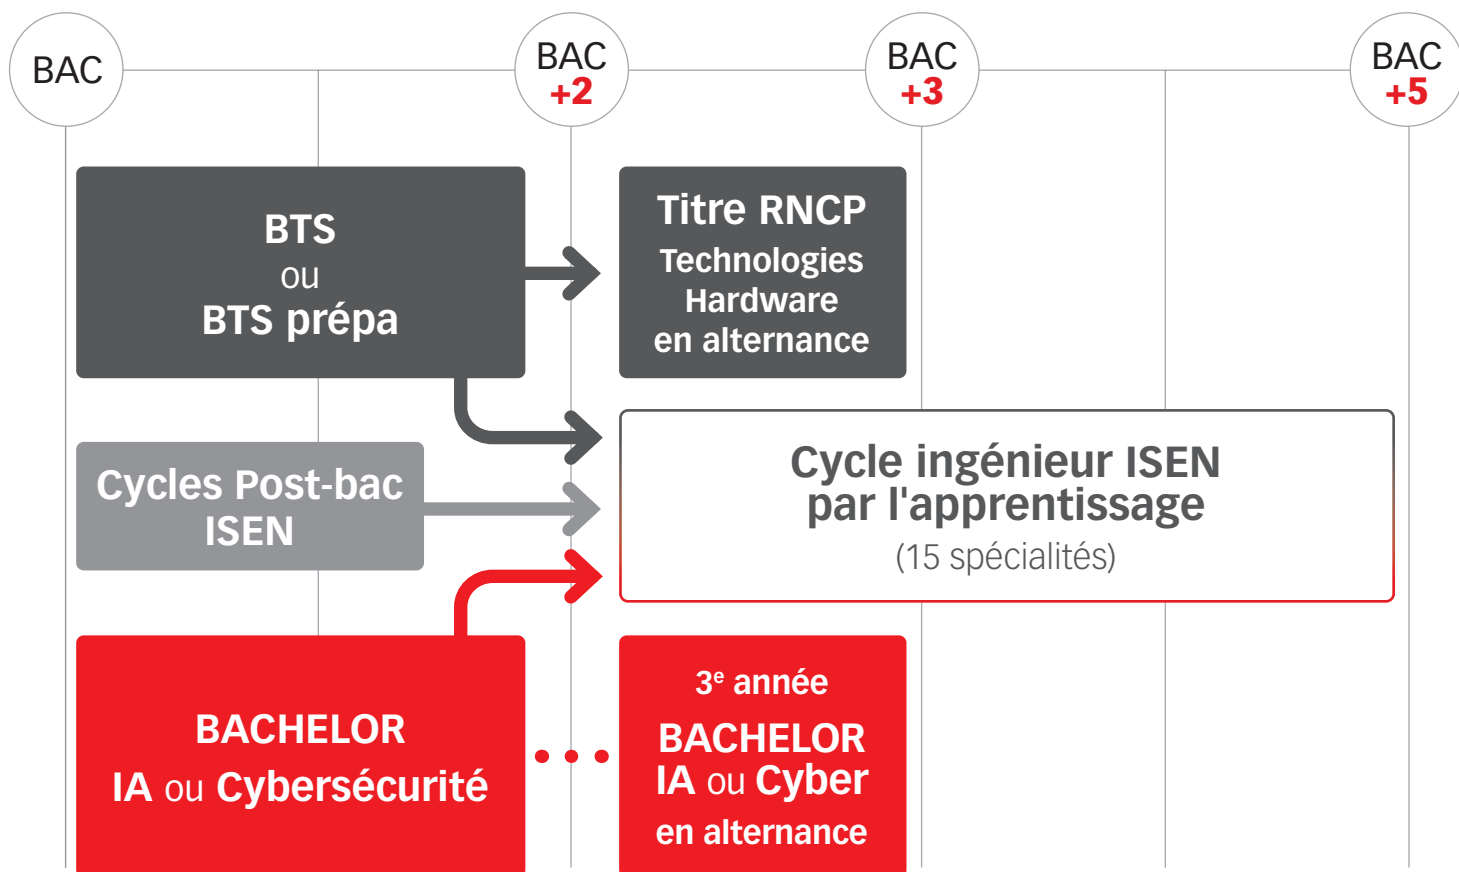 BAC
BAC
+2
BAC
+3
BAC
+5
BTS
ou
BTS prépa
Titre RNCP
Technologies
Hardware
en alternance
Cycles Post-bac
ISEN
Cycle ingénieur ISEN
par l'apprentissage
(15 spécialités)
BACHELOR
IA ou Cybersécurité
3e année
BACHELOR
IA ou Cyber
en alternance